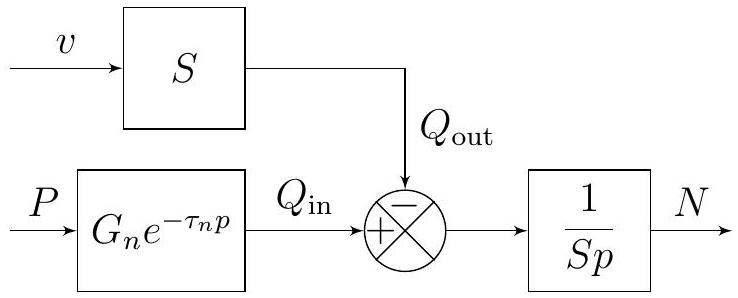 v
S
Q_out
P
G_n e^{-τ_n p}
Q_in
−
+
1/(Sp)
N